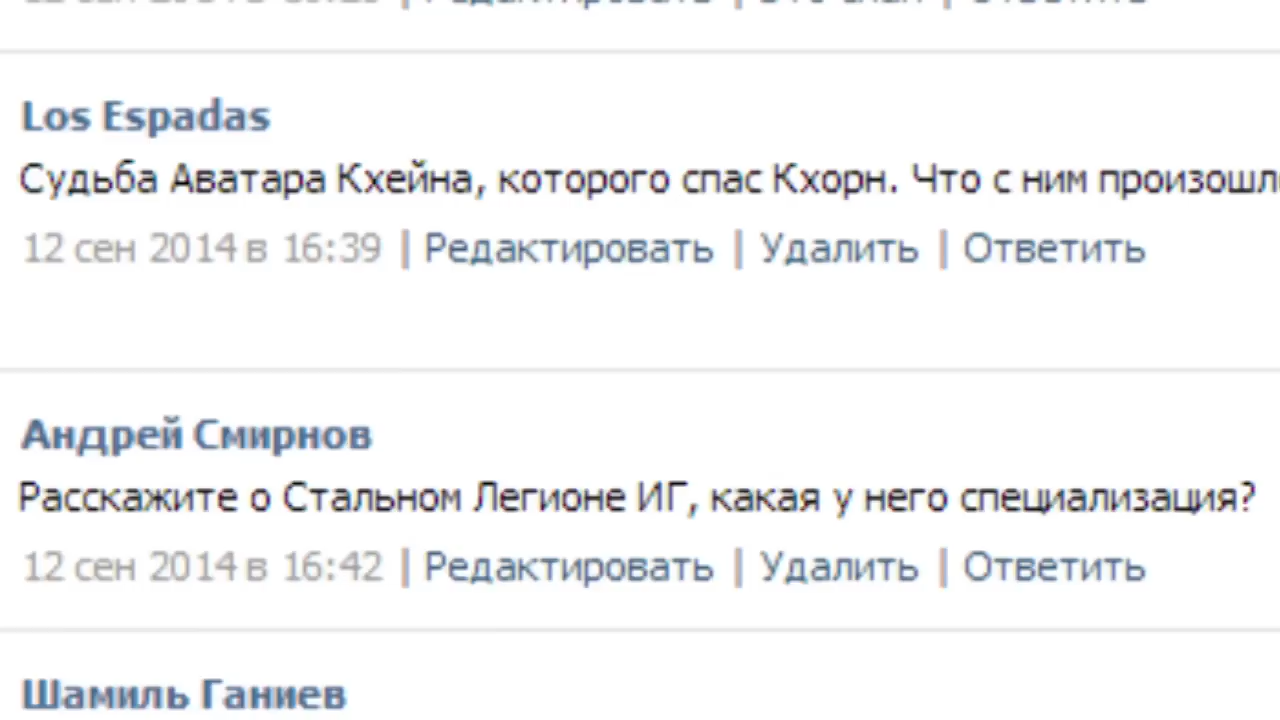 Los Espadas
Судьба Аватара Кхейна, которого спас Кхорн. Что с ним
12 сен 2014 в 16:39 | Редактировать | Удалить | Ответить
Андрей Смирнов
Расскажите о Стальном Легионе ИГ, какая у него специализация?
12 сен 2014 в 16:42 | Редактировать | Удалить | Ответить
Шамиль Ганиев